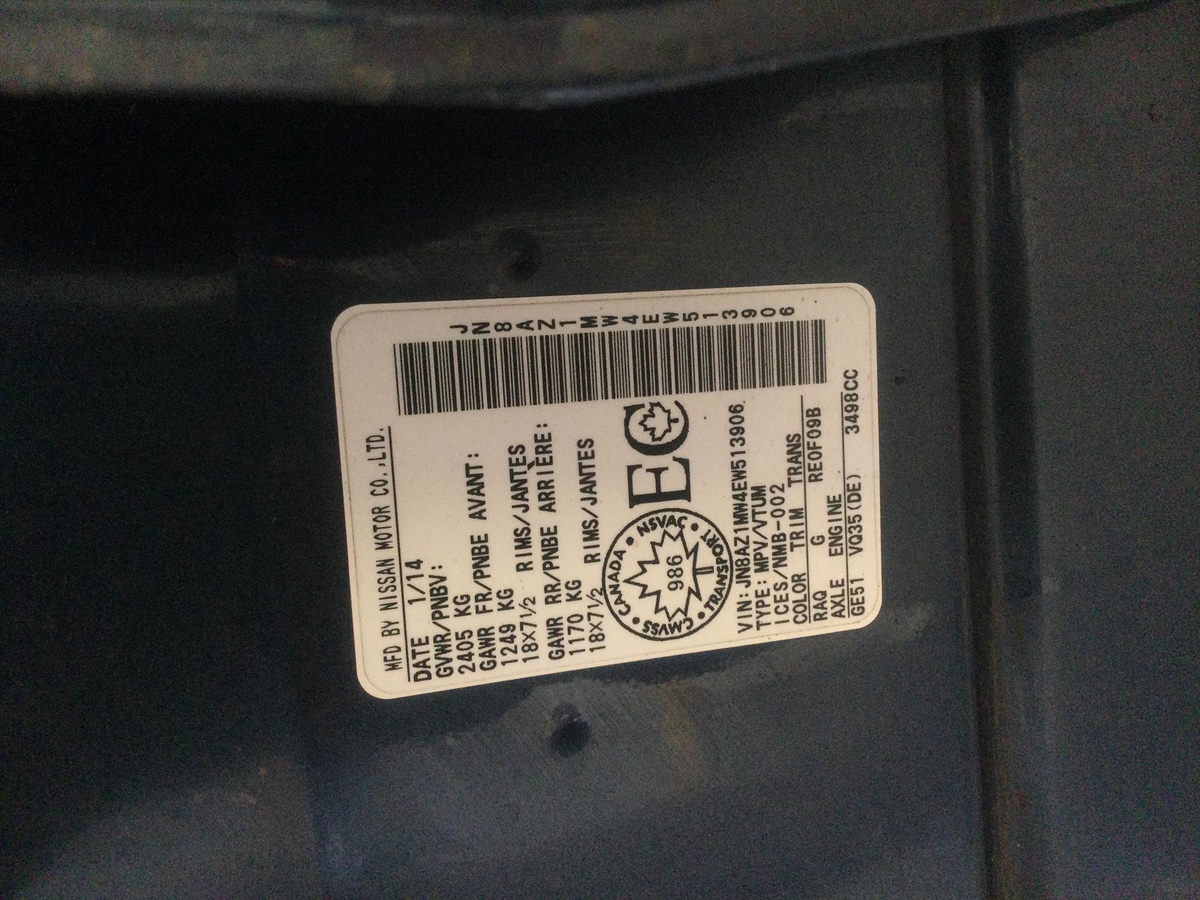 MFD BY NISSAN MOTOR CO.,LTD.
DATE 1/14
GVWR/PNBV:
2405 KG
GAWR FR/PNBE AVANT:
1249 KG
18X7½ RIMS/JANTES
GAWR RR/PNBE ARRIÈRE:
1170 KG
18X7½ RIMS/JANTES
JN8AZ1MW4EW513906
CANADA • NSVAC • TRANSPORT • CMVSS •
986
EC
VIN:JN8AZ1MW4EW513906
TYPE:MPV/VTUM
ICES/NMB-002
COLOR TRIM TRANS
RAQ G RE0F09B
AXLE ENGINE
GE51 VQ35(DE) 3498CC